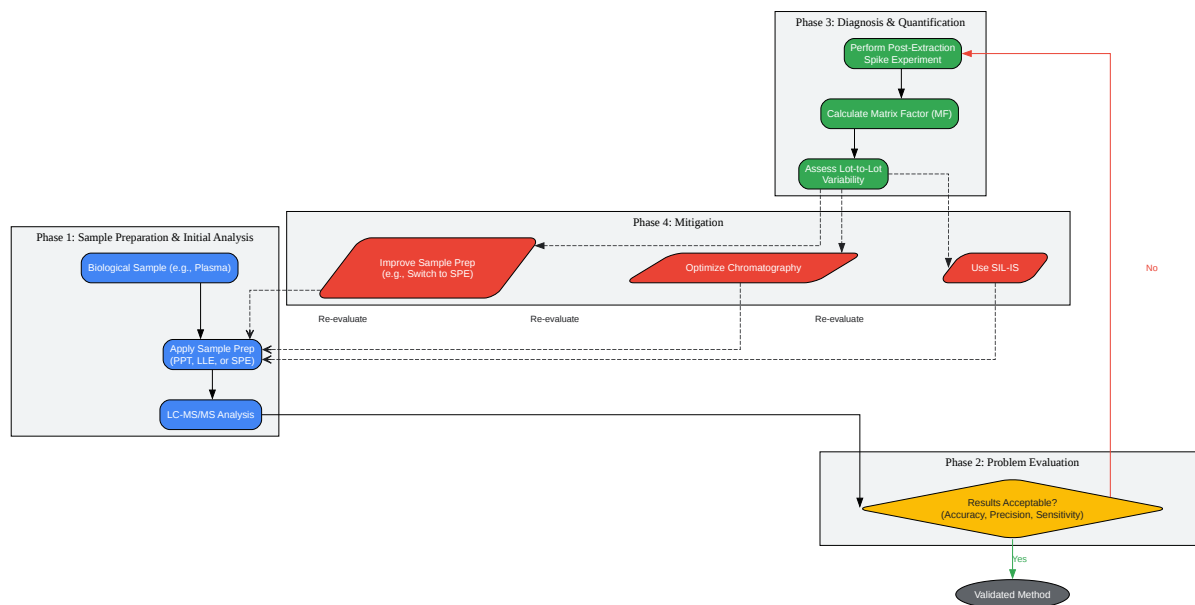 Phase 3: Diagnosis & Quantification
Perform Post-Extraction
Spike Experiment
Calculate Matrix Factor (MF)
Assess Lot-to-Lot
Variability
Phase 4: Mitigation
Improve Sample Prep
(e.g., Switch to SPE)
Optimize Chromatography
Use SIL-IS
No
Phase 1: Sample Preparation & Initial Analysis
Biological Sample (e.g., Plasma)
Re-evaluate
Re-evaluate
Re-evaluate
Apply Sample Prep
(PPT, LLE, or SPE)
LC-MS/MS Analysis
Phase 2: Problem Evaluation
Results Acceptable?
(Accuracy, Precision, Sensitivity)
Yes
Validated Method